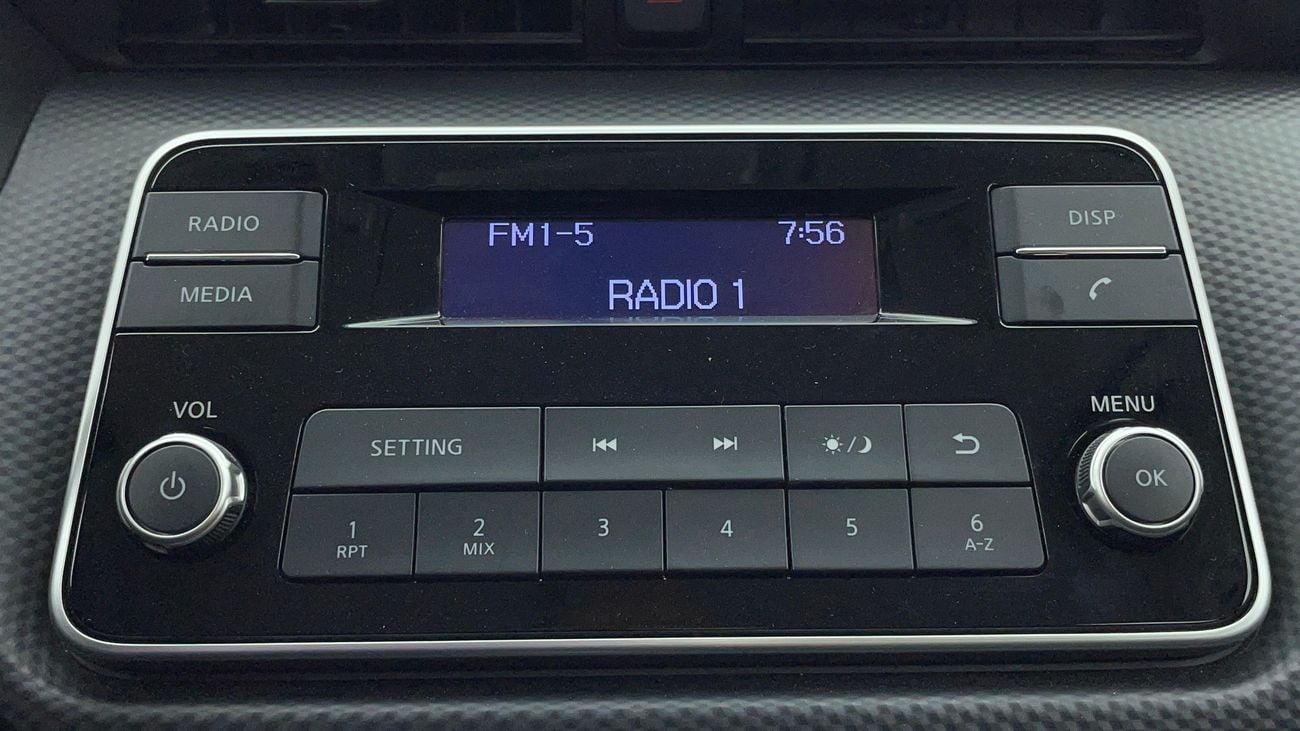 RADIO
MEDIA
FM1-5 7:56
RADIO 1
DISP
VOL
MENU
SETTING
OK
1 2 3 4 5 6
RPT MIX A-Z